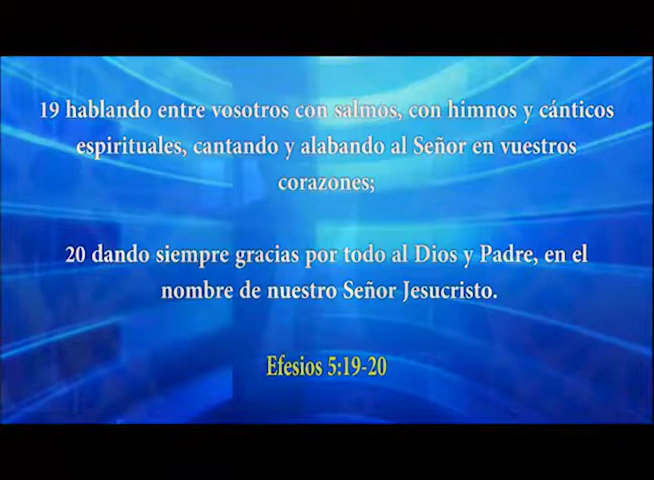 19 hablando entre vosotros con salmos, con himnos y cánticos
espirituales, cantando y alabando al Señor en vuestros
corazones;
20 dando siempre gracias por todo al Dios y Padre, en el
nombre de nuestro Señor Jesucristo.
Efesios 5:19-20